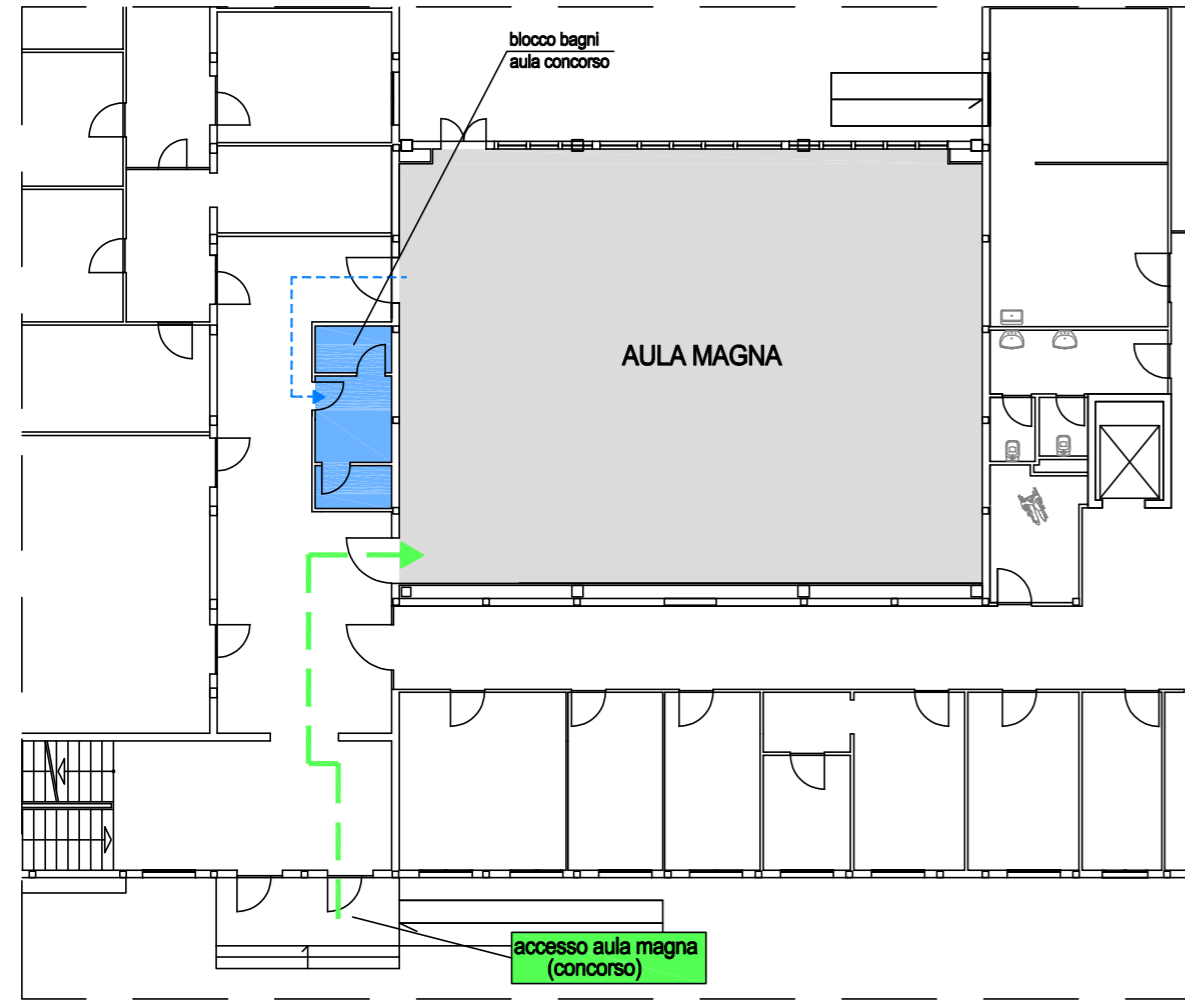 blocco bagni
aula concorso
AULA MAGNA
accesso aula magna
(concorso)